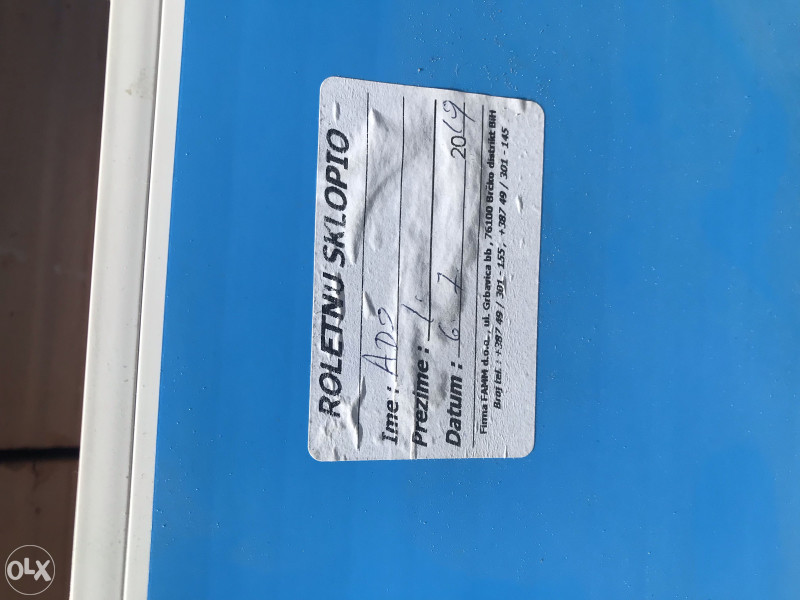 ROLETNU SKLOPIO
Ime : ADS
Prezime :
Datum : 6 7 2019
Firma FAMM d.o.o., ul. Grbavica bb , 76100 Brčko distrikt BiH
Broj tel. : +387 49 / 301 - 155, +387 49 / 301 - 145
OLX